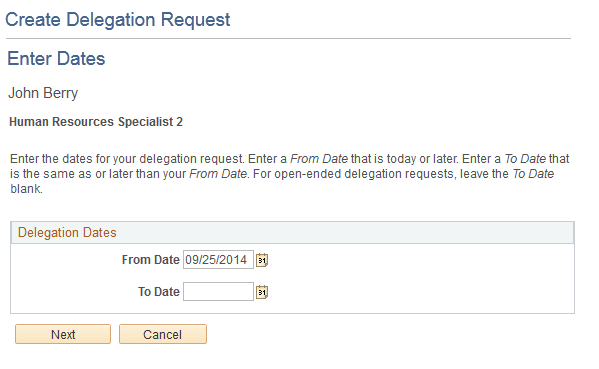 Create Delegation Request
Enter Dates
John Berry
Human Resources Specialist 2
Enter the dates for your delegation request. Enter a From Date that is today or later. Enter a To Date that
is the same as or later than your From Date. For open-ended delegation requests, leave the To Date
blank.
Delegation Dates
From Date 09/25/2014 31
To Date 31
Next Cancel